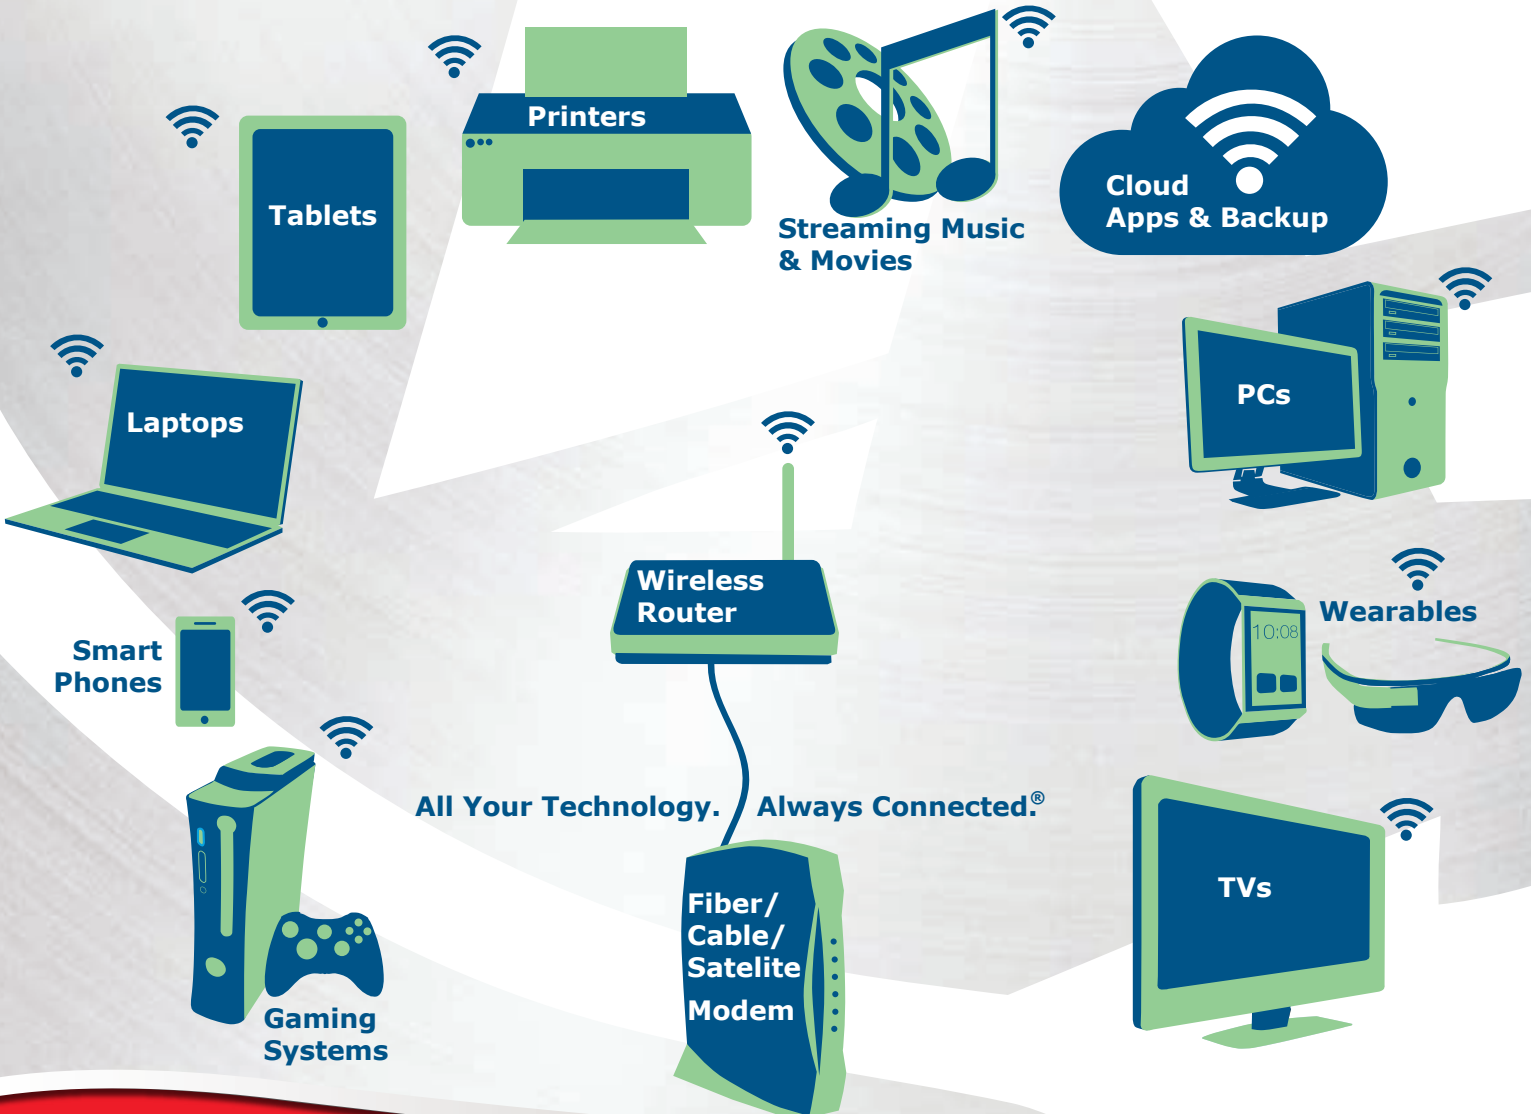 Printers
Tablets
Streaming Music
& Movies
Cloud
Apps & Backup
Laptops
PCs
Wireless
Router
Smart
Phones
10:08
Wearables
All Your Technology. Always Connected.®
Fiber/
Cable/
Satelite
Modem
TVs
Gaming
Systems